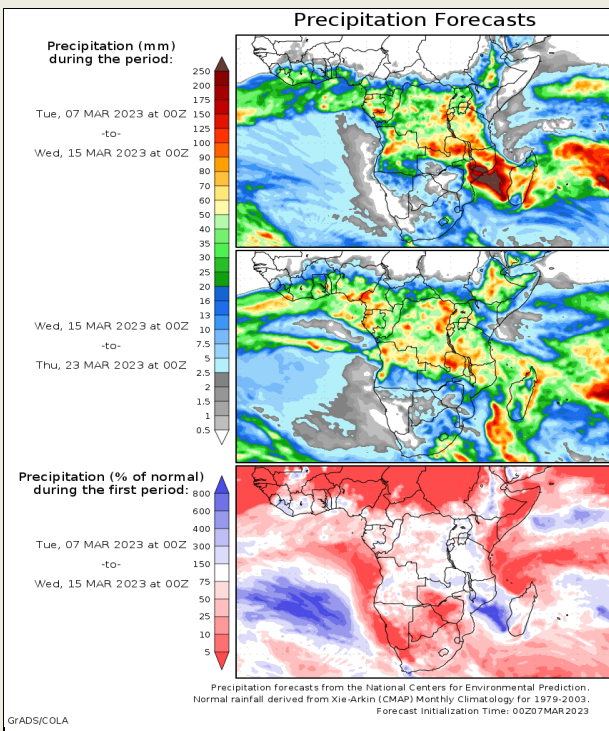 Precipitation Forecasts
Precipitation (mm)
during the period:
Tue, 07 MAR 2023 at 00Z
-to-
Wed, 15 MAR 2023 at 00Z
250
200
175
150
125
100
90
80
70
60
50
40
35
30
25
20
16
13
10
7.5
5
2.5
2
1.5
1
0.5
Wed, 15 MAR 2023 at 00Z
-to-
Thu, 23 MAR 2023 at 00Z
Precipitation (% of normal)
during the first period:
Tue, 07 MAR 2023 at 00Z
-to-
Wed, 15 MAR 2023 at 00Z
800
600
400
300
150
75
50
25
10
5
Precipitation forecasts from the National Centers for Environmental Prediction.
Normal rainfall derived from Xie-Arkin (CMAP) Monthly Climatology for 1979-2003.
Forecast Initialization Time: 00Z07MAR2023
GrADS/COLA